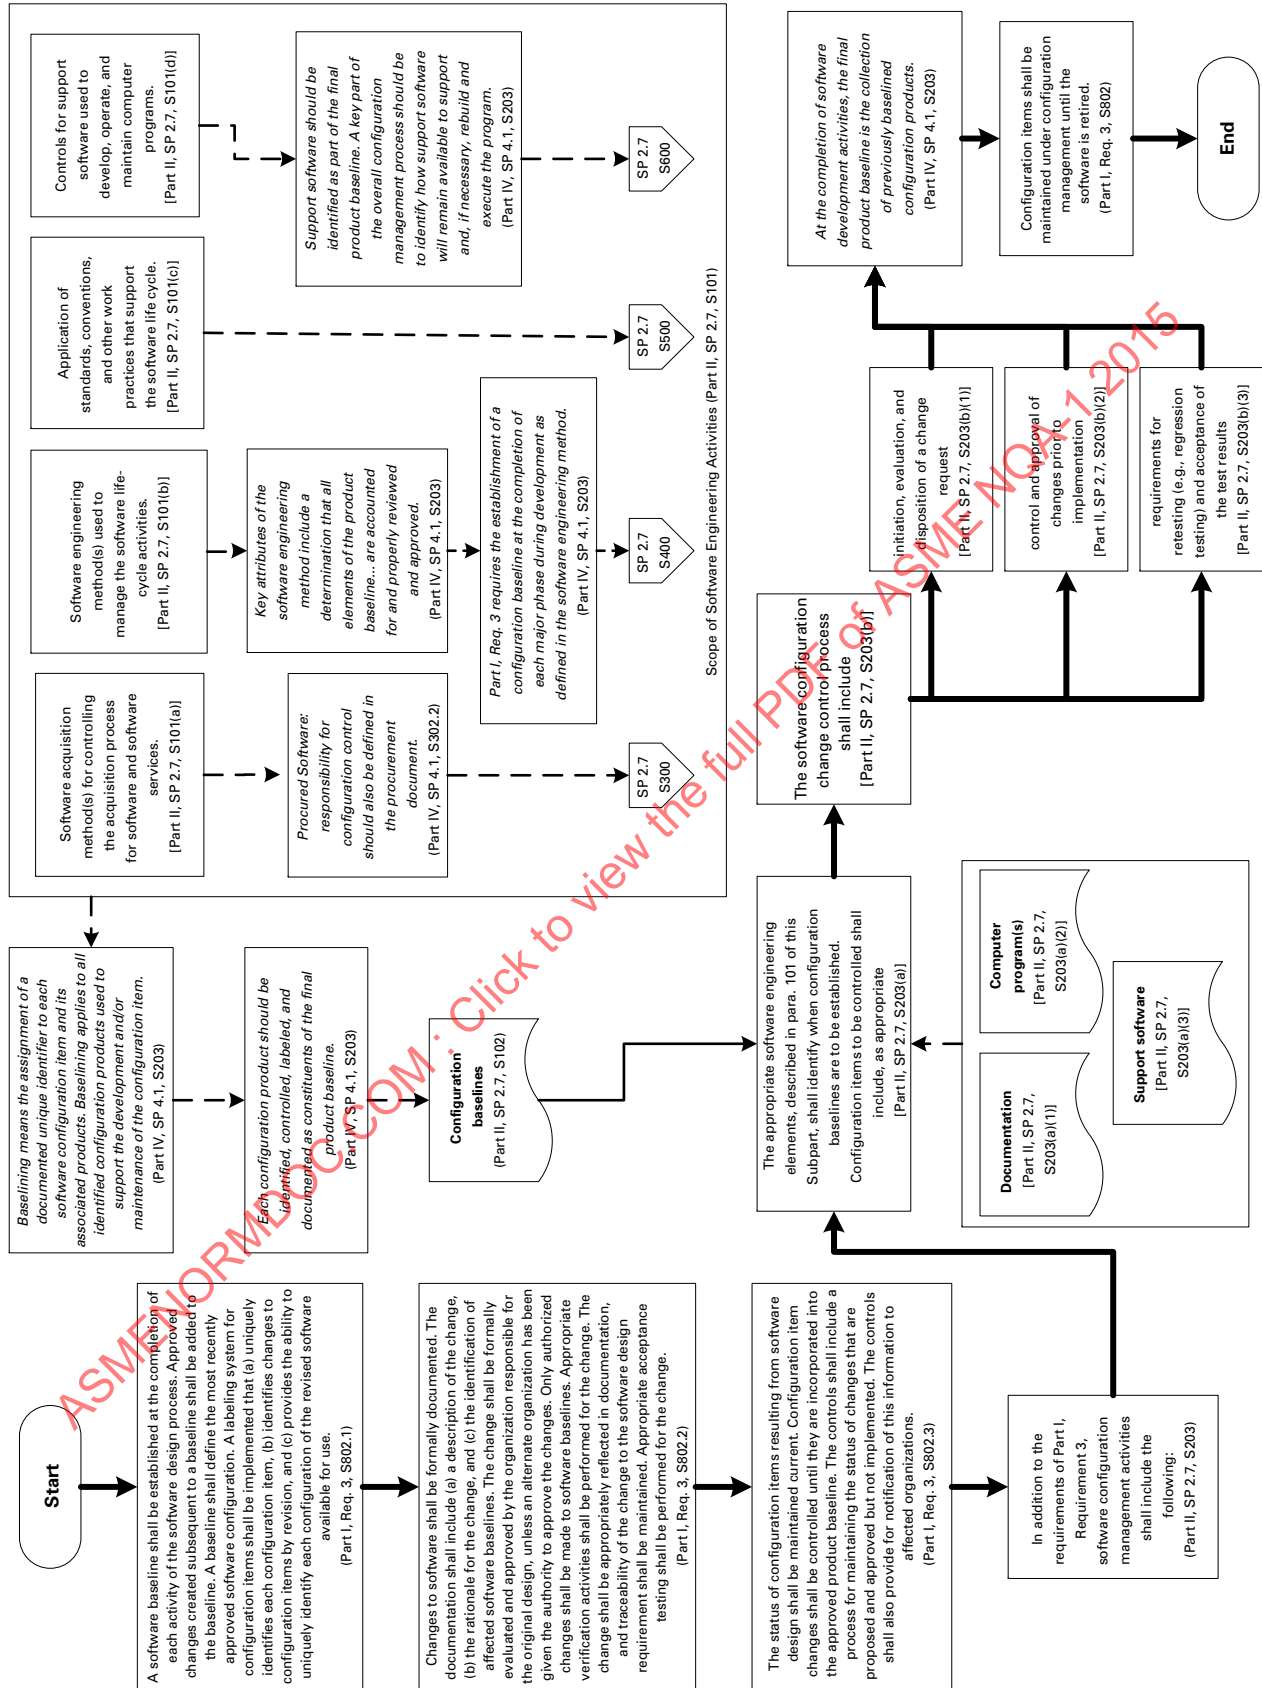 Start
A software baseline shall be established at the completion of
each activity of the software design process. Approved
changes created subsequent to a baseline shall be added to
the baseline. A baseline shall define the most recently
approved software configuration. A labeling system for
configuration items shall be implemented that (a) uniquely
identifies each configuration item, (b) identifies changes to
configuration items by revision, and (c) provides the ability to
uniquely identify each configuration of the revised software
available for use.
(Part I, Req. 3, S802.1)
Changes to software shall be formally documented. The
documentation shall include (a) a description of the change,
(b) the rationale for the change, and (c) the identification of
affected software baselines. The change shall be formally
evaluated and approved by the organization responsible for
the original design, unless an alternate organization has been
given the authority to approve the changes. Only authorized
changes shall be made to software baselines. Appropriate
verification activities shall be performed for the change. The
change shall be appropriately reflected in documentation,
and traceability of the change to the software design
requirement shall be maintained. Appropriate acceptance
testing shall be performed for the change.
(Part I, Req. 3, S802.2)
The status of configuration items resulting from software
design shall be maintained current. Configuration item
changes shall be controlled until they are incorporated into
the approved product baseline. The controls shall include a
process for maintaining the status of changes that are
proposed and approved but not implemented. The controls
shall also provide for notification of this information to
affected organizations.
(Part I, Req. 3, S802.3)
In addition to the
requirements of Part I,
Requirement 3,
software configuration
management activities
shall include the
following:
(Part II, SP 2.7, S203)
Baselining means the assignment of a
documented unique identifier to each
software configuration item and its
associated products. Baselining applies to all
identified configuration products used to
support the development and/or
maintenance of the configuration item.
(Part IV, SP 4.1, S203)
Each configuration product should be
identified, controlled, labeled, and
documented as constituents of the final
product baseline.
(Part IV, SP 4.1, S203)
Configuration
baselines
(Part II, SP 2.7, S102)
The appropriate software engineering
elements, described in para. 101 of this
Subpart, shall identify when configuration
baselines are to be established.
Configuration items to be controlled shall
include, as appropriate
[Part II, SP 2.7, S203(a)]
Documentation
[Part II, SP 2.7,
S203(a)(1)]
Computer
program(s)
[Part II, SP 2.7,
S203(a)(2)]
Support software
[Part II, SP 2.7,
S203(a)(3)]
Software acquisition
method(s) for controlling
the acquisition process
for software and software
services.
[Part II, SP 2.7, S101(a)]
Procured Software:
responsibility for
configuration control
should also be defined in
the procurement
document.
(Part IV, SP 4.1, S302.2)
SP 2.7
S300
Software engineering
method(s) used to
manage the software life-
cycle activities.
[Part II, SP 2.7, S101(b)]
Key attributes of the
software engineering
method include a
determination that all
elements of the product
baseline... are accounted
for and properly reviewed
and approved.
(Part IV, SP 4.1, S203)
Part I, Req. 3 requires the establishment of a
configuration baseline at the completion of
each major phase during development as
defined in the software engineering method.
(Part IV, SP 4.1, S203)
SP 2.7
S400
Application of
standards, conventions,
and other work
practices that support
the software life cycle.
[Part II, SP 2.7, S101(c)]
SP 2.7
S500
Controls for support
software used to
develop, operate, and
maintain computer
programs.
[Part II, SP 2.7, S101(d)]
Support software should be
identified as part of the final
product baseline. A key part of
the overall configuration
management process should be
to identify how support software
will remain available to support
and, if necessary, rebuild and
execute the program.
(Part IV, SP 4.1, S203)
SP 2.7
S600
Scope of Software Engineering Activities (Part II, SP 2.7, S101)
The software configuration
change control process
shall include
[Part II, SP 2.7, S203(b)]
initiation, evaluation, and
disposition of a change
request
[Part II, SP 2.7, S203(b)(1)]
control and approval of
changes prior to
implementation
[Part II, SP 2.7, S203(b)(2)]
requirements for
retesting (e.g., regression
testing) and acceptance of
the test results
[Part II, SP 2.7, S203(b)(3)]
At the completion of software
development activities, the final
product baseline is the collection
of previously baselined
configuration products.
(Part IV, SP 4.1, S203)
Configuration items shall be
maintained under configuration
management until the
software is retired.
(Part I, Req. 3, S802)
End
ASMENORMDOC.COM : Click to view the full PDF of ASME NQA-1 2015